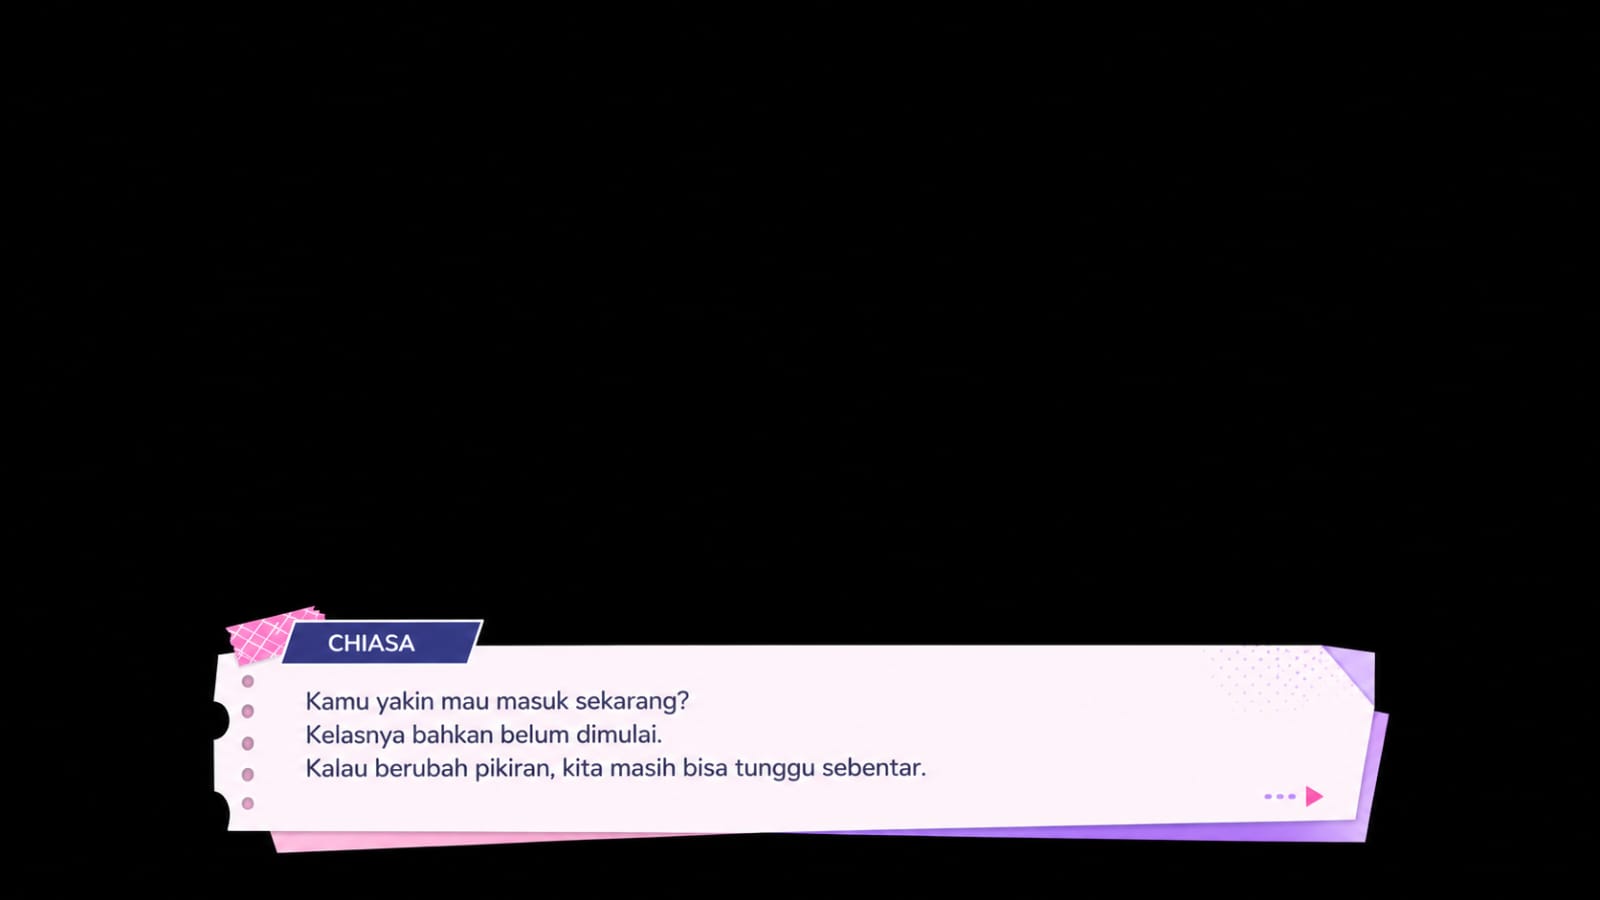 CHIASA
Kamu yakin mau masuk sekarang?
Kelasnya bahkan belum dimulai.
Kalau berubah pikiran, kita masih bisa tunggu sebentar.